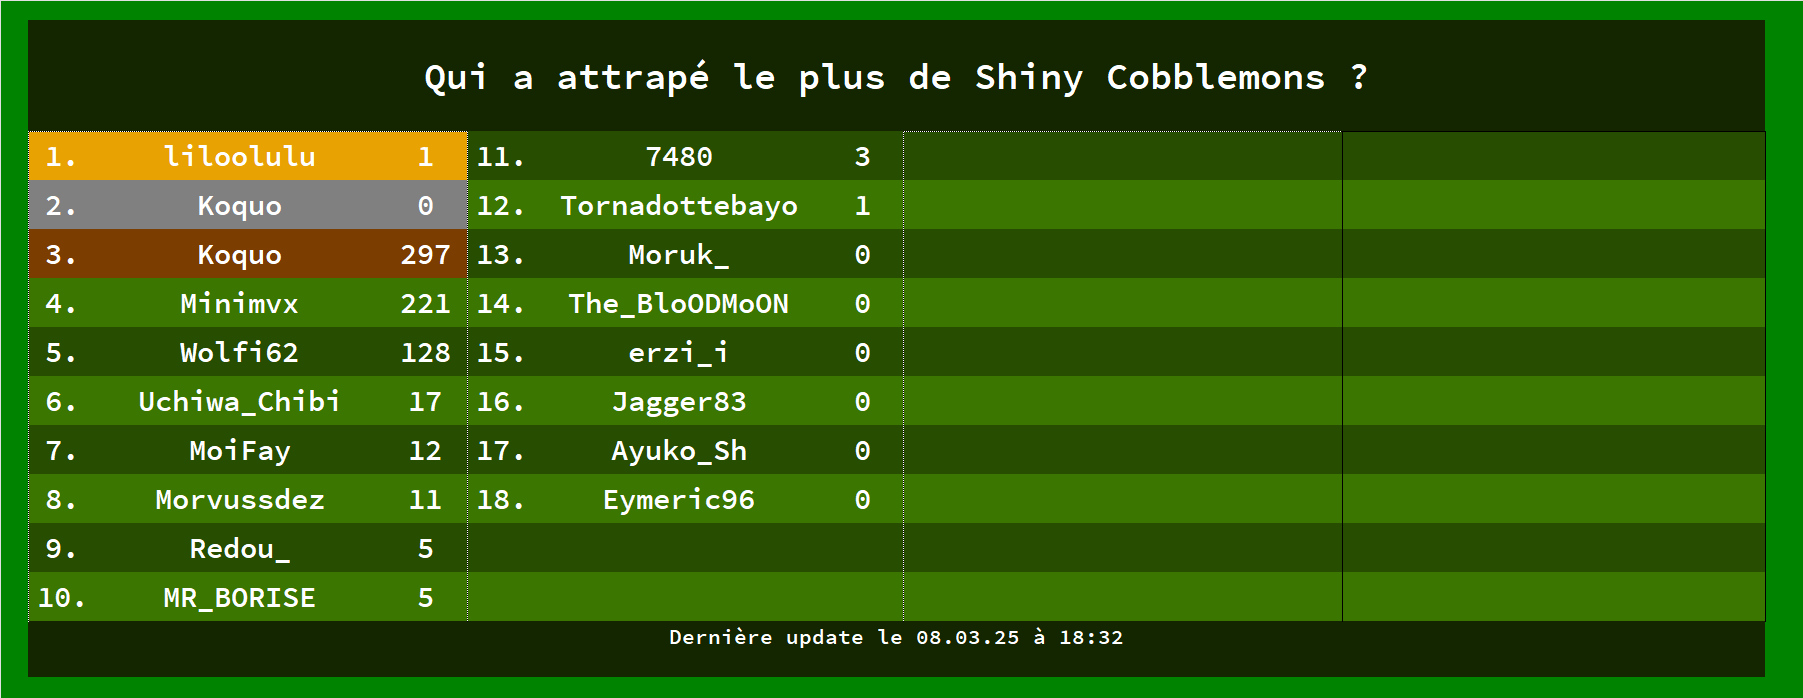 Qui a attrapé le plus de Shiny Cobblemons ?
1. liloolulu 1
2. Koquo 0
3. Koquo 297
4. Minimvx 221
5. Wolfi62 128
6. Uchiwa_Chibi 17
7. MoiFay 12
8. Morvussdez 11
9. Redou_ 5
10. MR_BORISE 5
11. 7480 3
12. Tornadottebayo 1
13. Moruk_ 0
14. The_BloODMoON 0
15. erzi_i 0
16. Jagger83 0
17. Ayuko_Sh 0
18. Eymeric96 0
Dernière update le 08.03.25 à 18:32